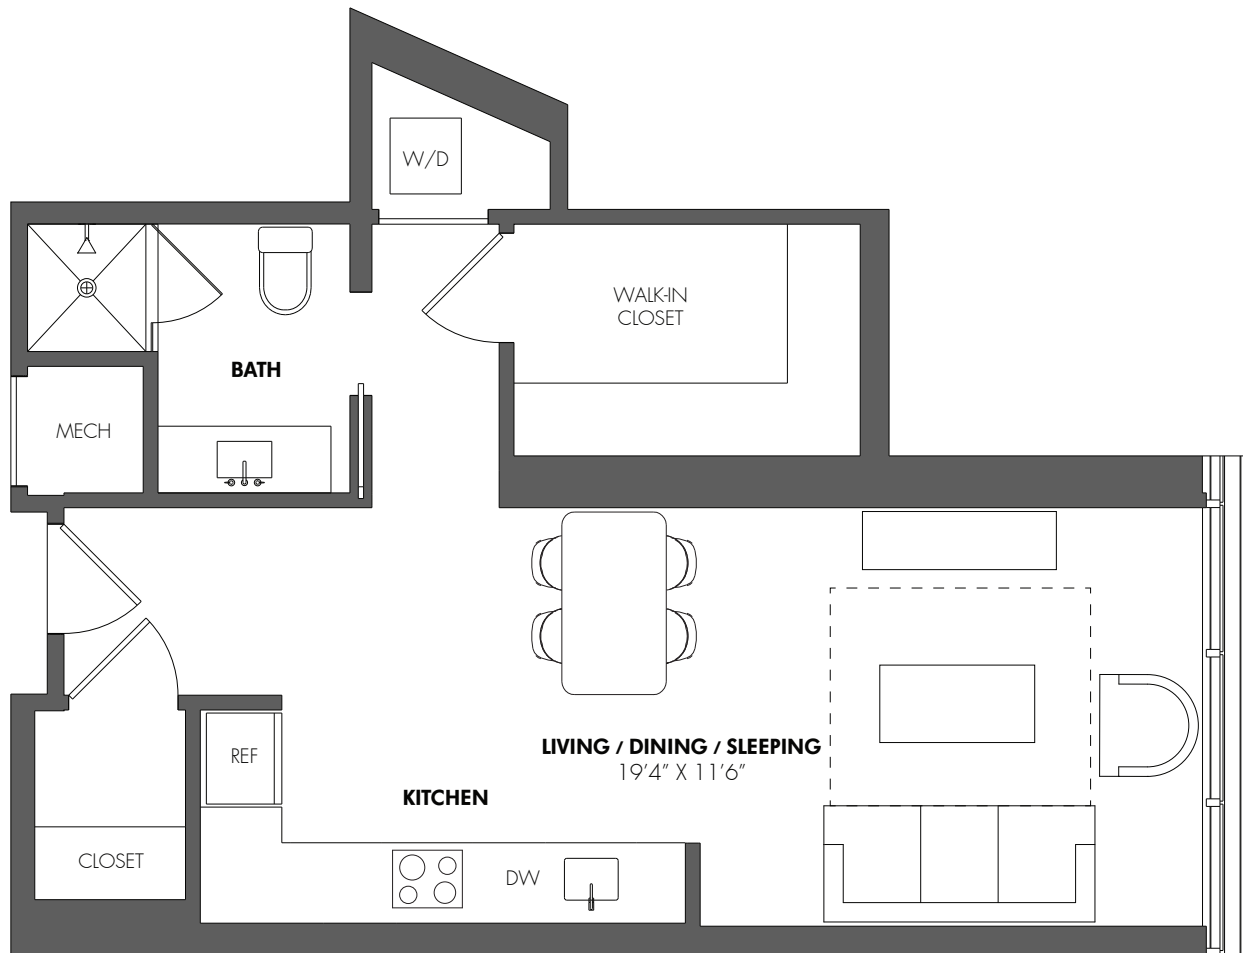 W/D
WALK-IN
CLOSET
BATH
MECH
LIVING / DINING / SLEEPING
19'4" X 11'6"
REF
KITCHEN
CLOSET
DW